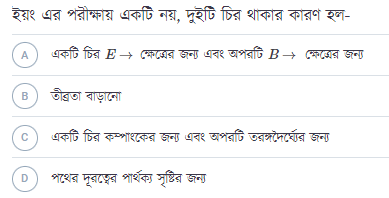 ইয়ং এর পরীক্ষায় একটি নয়, দুইটি চির থাকার কারণ হল-
A একটি চির E → ক্ষেত্রের জন্য এবং অপরটি B → ক্ষেত্রের জন্য
B তীব্রতা বাড়ানো
C একটি চির কম্পাংকের জন্য এবং অপরটি তরঙ্গদৈর্ঘ্যের জন্য
D পথের দূরত্বের পার্থক্য সৃষ্টির জন্য